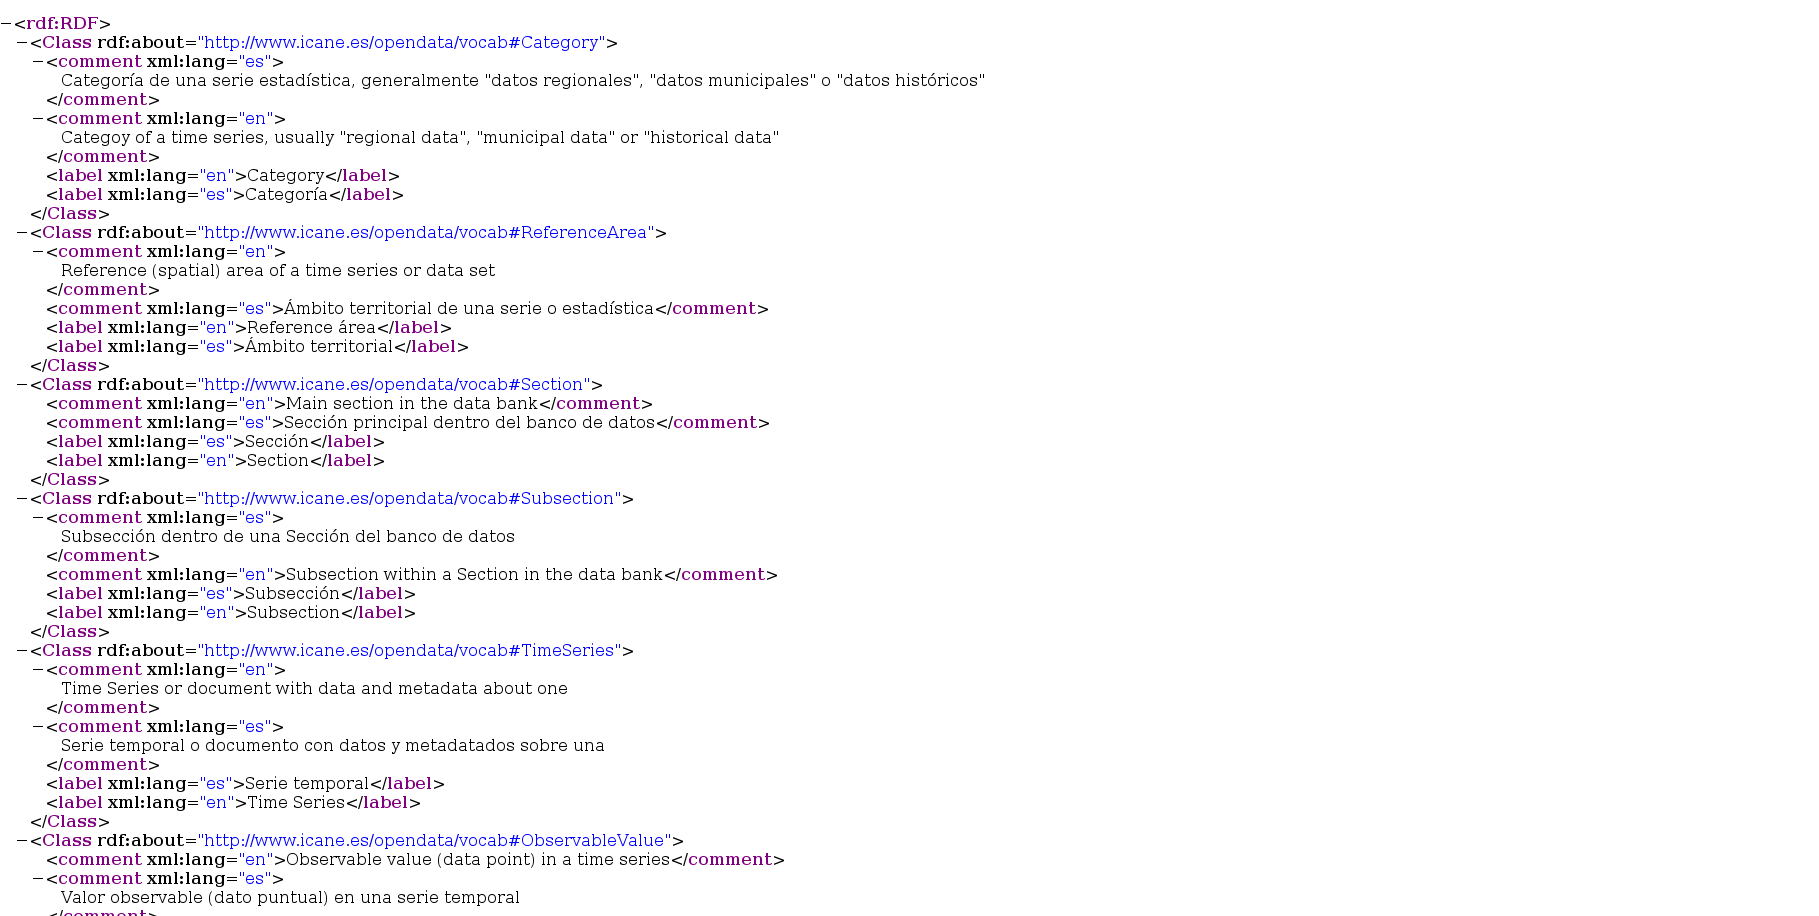 −<rdf:RDF>
−<Class rdf:about="http://www.icane.es/opendata/vocab#Category">
−<comment xml:lang="es">
Categoría de una serie estadística, generalmente "datos regionales", "datos municipales" o "datos históricos"
</comment>
−<comment xml:lang="en">
Categoy of a time series, usually "regional data", "municipal data" or "historical data"
</comment>
<label xml:lang="en">Category</label>
<label xml:lang="es">Categoría</label>
</Class>
−<Class rdf:about="http://www.icane.es/opendata/vocab#ReferenceArea">
−<comment xml:lang="en">
Reference (spatial) area of a time series or data set
</comment>
<comment xml:lang="es">Ámbito territorial de una serie o estadística</comment>
<label xml:lang="en">Reference área</label>
<label xml:lang="es">Ámbito territorial</label>
</Class>
−<Class rdf:about="http://www.icane.es/opendata/vocab#Section">
<comment xml:lang="en">Main section in the data bank</comment>
<comment xml:lang="es">Sección principal dentro del banco de datos</comment>
<label xml:lang="es">Sección</label>
<label xml:lang="en">Section</label>
</Class>
−<Class rdf:about="http://www.icane.es/opendata/vocab#Subsection">
−<comment xml:lang="es">
Subsección dentro de una Sección del banco de datos
</comment>
<comment xml:lang="en">Subsection within a Section in the data bank</comment>
<label xml:lang="es">Subsección</label>
<label xml:lang="en">Subsection</label>
</Class>
−<Class rdf:about="http://www.icane.es/opendata/vocab#TimeSeries">
−<comment xml:lang="en">
Time Series or document with data and metadata about one
</comment>
−<comment xml:lang="es">
Serie temporal o documento con datos y metadatados sobre una
</comment>
<label xml:lang="es">Serie temporal</label>
<label xml:lang="en">Time Series</label>
</Class>
−<Class rdf:about="http://www.icane.es/opendata/vocab#ObservableValue">
<comment xml:lang="en">Observable value (data point) in a time series</comment>
−<comment xml:lang="es">
Valor observable (dato puntual) en una serie temporal
</comment>